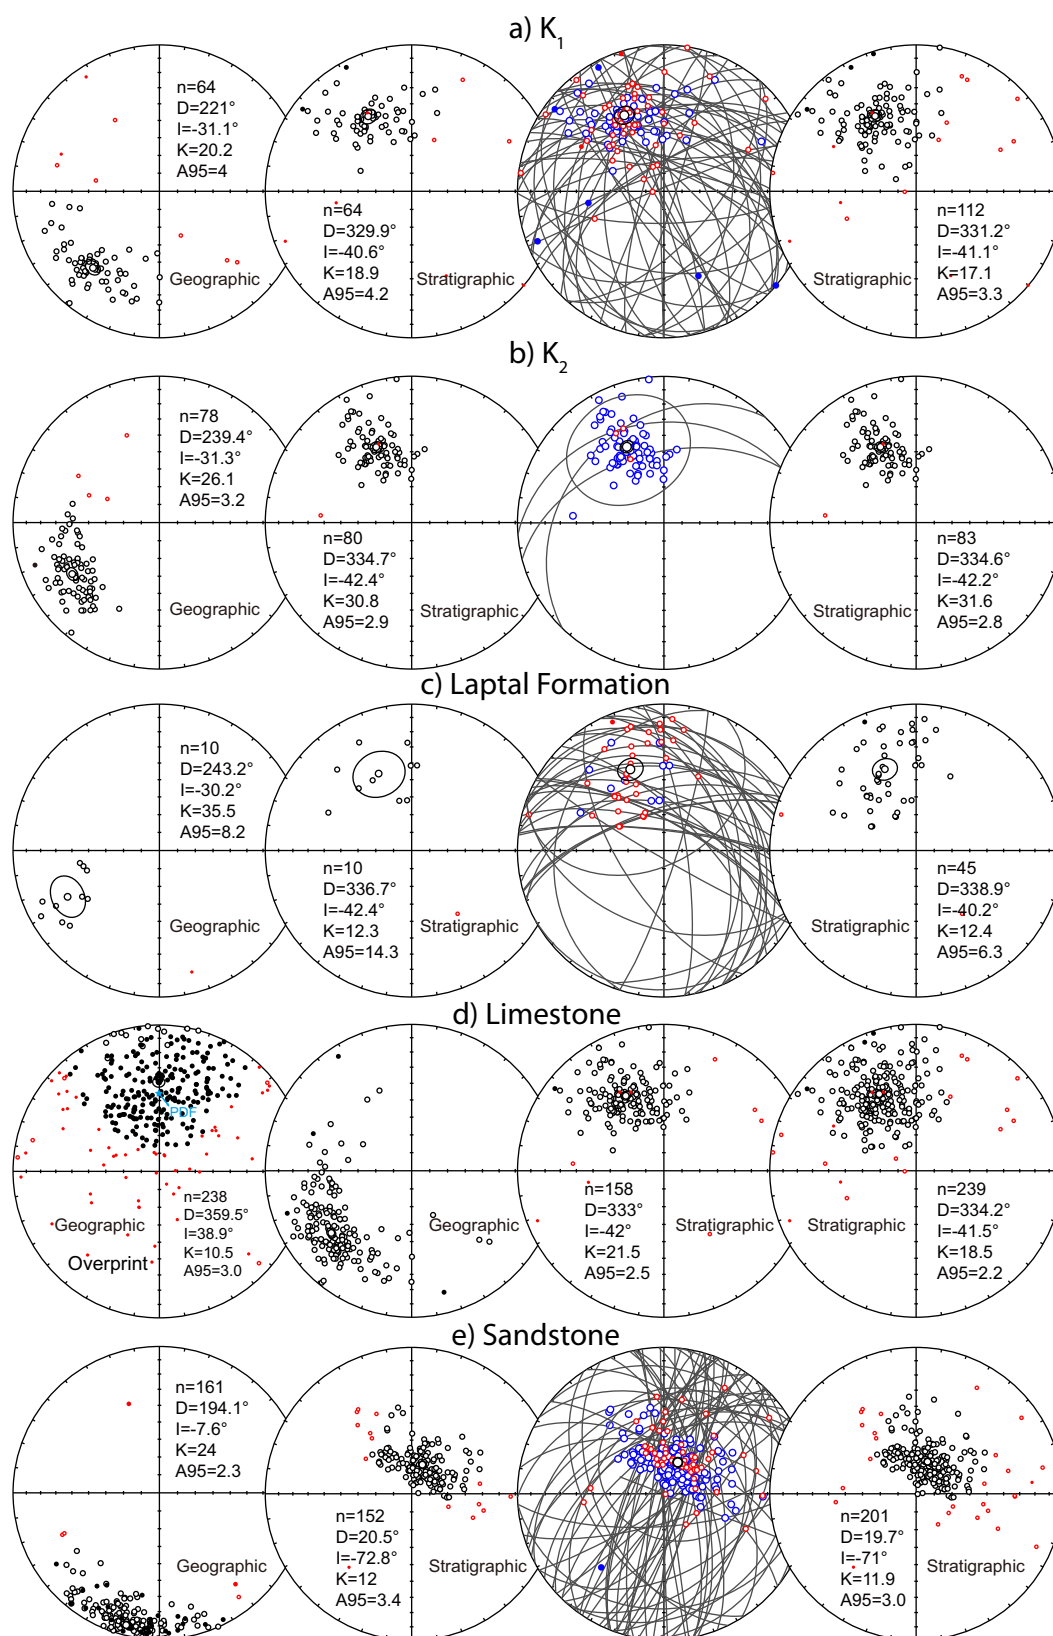 a) K1
n=64
D=221°
I=-31.1°
K=20.2
A95=4
Geographic
n=64
D=329.9°
I=-40.6°
K=18.9
A95=4.2
Stratigraphic
n=112
D=331.2°
I=-41.1°
K=17.1
A95=3.3
Stratigraphic
b) K2
n=78
D=239.4°
I=-31.3°
K=26.1
A95=3.2
Geographic
n=80
D=334.7°
I=-42.4°
K=30.8
A95=2.9
Stratigraphic
n=83
D=334.6°
I=-42.2°
K=31.6
A95=2.8
Stratigraphic
c) Laptal Formation
n=10
D=243.2°
I=-30.2°
K=35.5
A95=8.2
Geographic
n=10
D=336.7°
I=-42.4°
K=12.3
A95=14.3
Stratigraphic
n=45
D=338.9°
I=-40.2°
K=12.4
A95=6.3
Stratigraphic
d) Limestone
PDF
n=238
D=359.5°
I=38.9°
K=10.5
A95=3.0
Geographic
Overprint
Geographic
n=158
D=333°
I=-42°
K=21.5
A95=2.5
Stratigraphic
n=239
D=334.2°
I=-41.5°
K=18.5
A95=2.2
Stratigraphic
e) Sandstone
n=161
D=194.1°
I=-7.6°
K=24
A95=2.3
Geographic
n=152
D=20.5°
I=-72.8°
K=12
A95=3.4
Stratigraphic
n=201
D=19.7°
I=-71°
K=11.9
A95=3.0
Stratigraphic